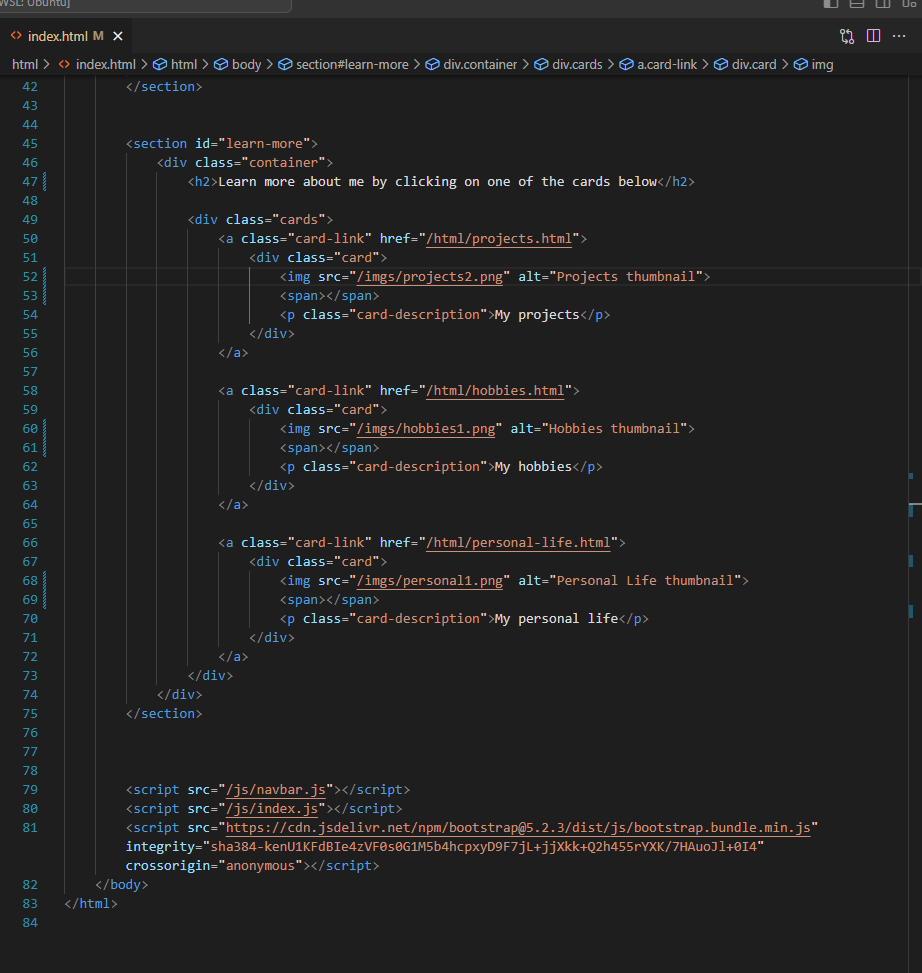 WSL: Ubuntu]
index.html M
html > index.html > html > body > section#learn-more > div.container > div.cards > a.card-link > div.card > img
42 </section>
43
44
45 <section id="learn-more">
46 <div class="container">
47 <h2>Learn more about me by clicking on one of the cards below</h2>
48
49 <div class="cards">
50 <a class="card-link" href="/html/projects.html">
51 <div class="card">
52 <img src="/imgs/projects2.png" alt="Projects thumbnail">
53 <span></span>
54 <p class="card-description">My projects</p>
55 </div>
56 </a>
57
58 <a class="card-link" href="/html/hobbies.html">
59 <div class="card">
60 <img src="/imgs/hobbies1.png" alt="Hobbies thumbnail">
61 <span></span>
62 <p class="card-description">My hobbies</p>
63 </div>
64 </a>
65
66 <a class="card-link" href="/html/personal-life.html">
67 <div class="card">
68 <img src="/imgs/personal1.png" alt="Personal Life thumbnail">
69 <span></span>
70 <p class="card-description">My personal life</p>
71 </div>
72 </a>
73 </div>
74 </div>
75 </section>
76
77
78
79 <script src="/js/navbar.js"></script>
80 <script src="/js/index.js"></script>
81 <script src="https://cdn.jsdelivr.net/npm/bootstrap@5.2.3/dist/js/bootstrap.bundle.min.js"
integrity="sha384-kenU1KFdBIe4zVF0s0G1M5b4hcpxyD9F7jL+jjXkk+Q2h455rYXK/7HAuoJl+0I4"
crossorigin="anonymous"></script>
82 </body>
83 </html>
84